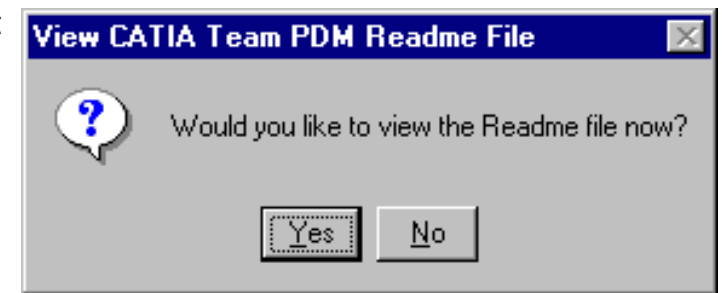 View CATIA Team PDM Readme File
Would you like to view the Readme file now?
Yes No